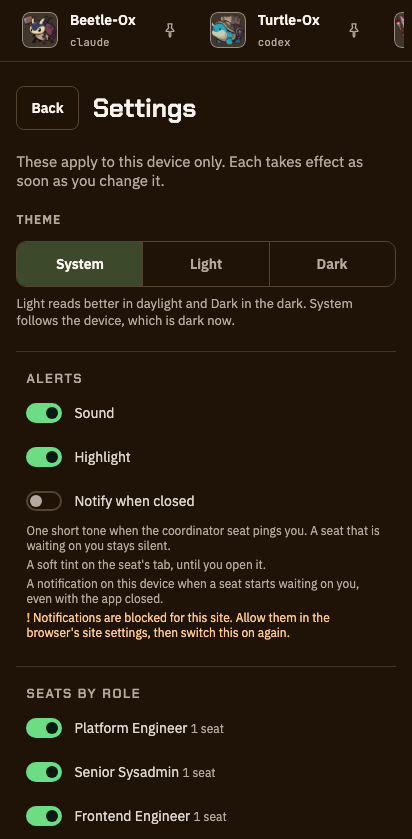 Beetle-Ox
claude
Turtle-Ox
codex
Back
Settings
These apply to this device only. Each takes effect as
soon as you change it.
THEME
System
Light
Dark
Light reads better in daylight and Dark in the dark. System
follows the device, which is dark now.
ALERTS
Sound
Highlight
Notify when closed
One short tone when the coordinator seat pings you. A seat that is
waiting on you stays silent.
A soft tint on the seat's tab, until you open it.
A notification on this device when a seat starts waiting on you,
even with the app closed.
! Notifications are blocked for this site. Allow them in the
browser's site settings, then switch this on again.
SEATS BY ROLE
Platform Engineer 1 seat
Senior Sysadmin 1 seat
Frontend Engineer 1 seat